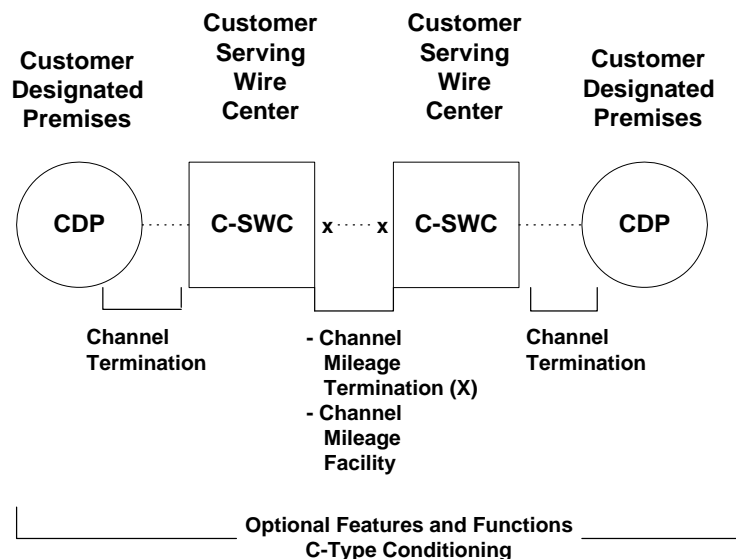 Customer
Designated
Premises
Customer
Serving
Wire
Center
Customer
Serving
Wire
Center
Customer
Designated
Premises
CDP
C-SWC
x
x
C-SWC
CDP
Channel
Termination
- Channel
Mileage
Termination (X)
- Channel
Mileage
Facility
Channel
Termination
Optional Features and Functions
C-Type Conditioning